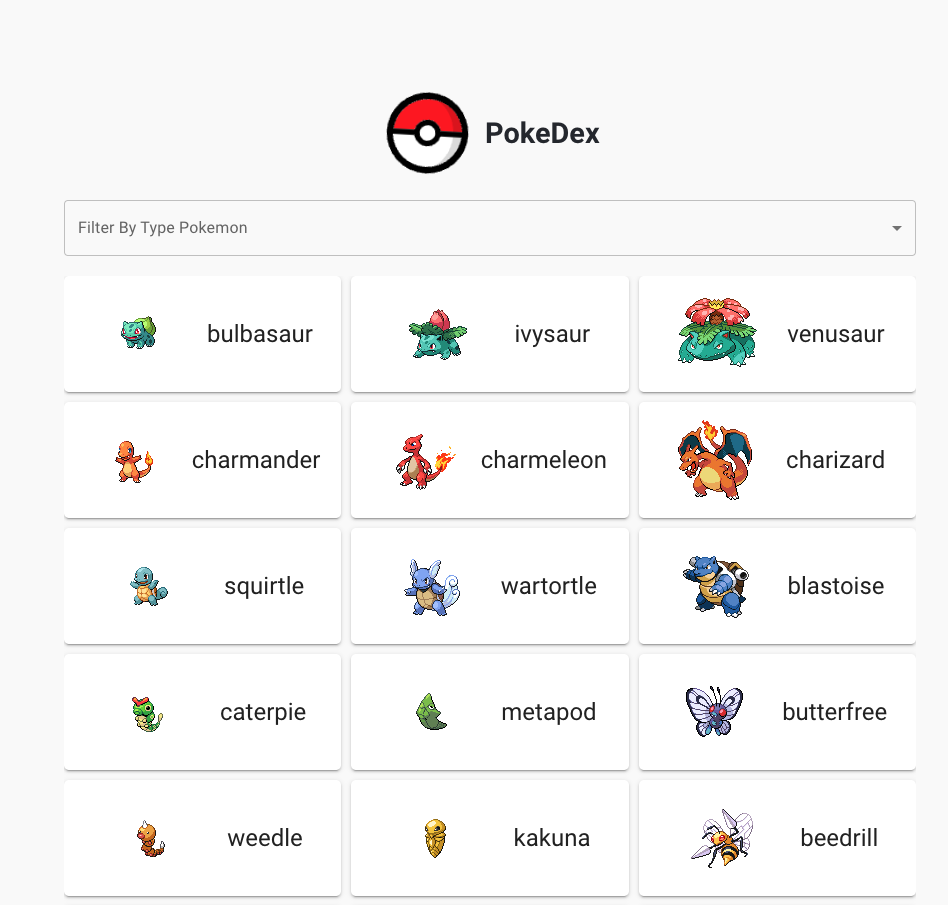 PokeDex
Filter By Type Pokemon
bulbasaur
ivysaur
venusaur
charmander
charmeleon
charizard
squirtle
wartortle
blastoise
caterpie
metapod
butterfree
weedle
kakuna
beedrill